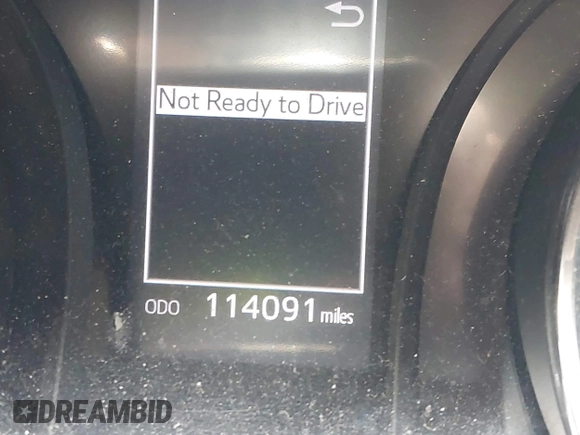 Not Ready to Drive
ODO 114091 miles
DREAMBID